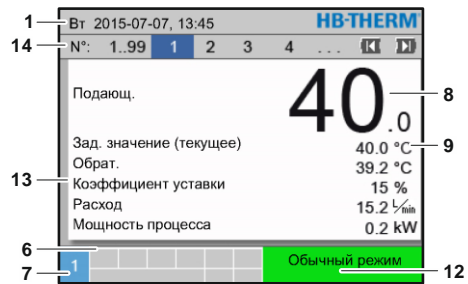 1 Вт 2015-07-07, 13:45 HB-THERM
14 N°: 1..99 1 2 3 4 ...
Подающ. 40.0 8
Зад. значение (текущее) 40.0 °C 9
Обрат. 39.2 °C
13 Коэффициент уставки 15 %
Расход 15.2 L/min
Мощность процесса 0.2 kW
6
7 1 Обычный режим 12